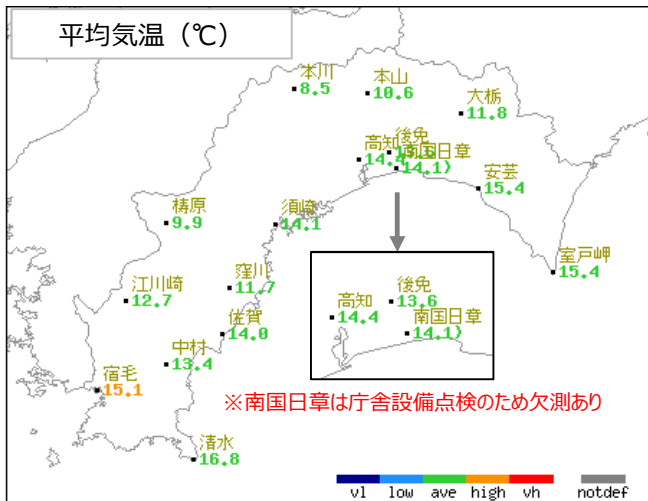 平均気温（℃）
本川
8.5
本山
10.6
大栃
11.8
後免
13.6
高知
14.4
南国日章
14.1)
安芸
15.4
梼原
9.9
須崎
14.1
室戸岬
15.4
窪川
11.7
江川崎
12.7
後免
13.6
高知
14.4
南国日章
14.1)
佐賀
14.0
中村
13.4
宿毛
15.1
※南国日章は庁舎設備点検のため欠測あり
清水
16.8
vl low ave high vh notdef